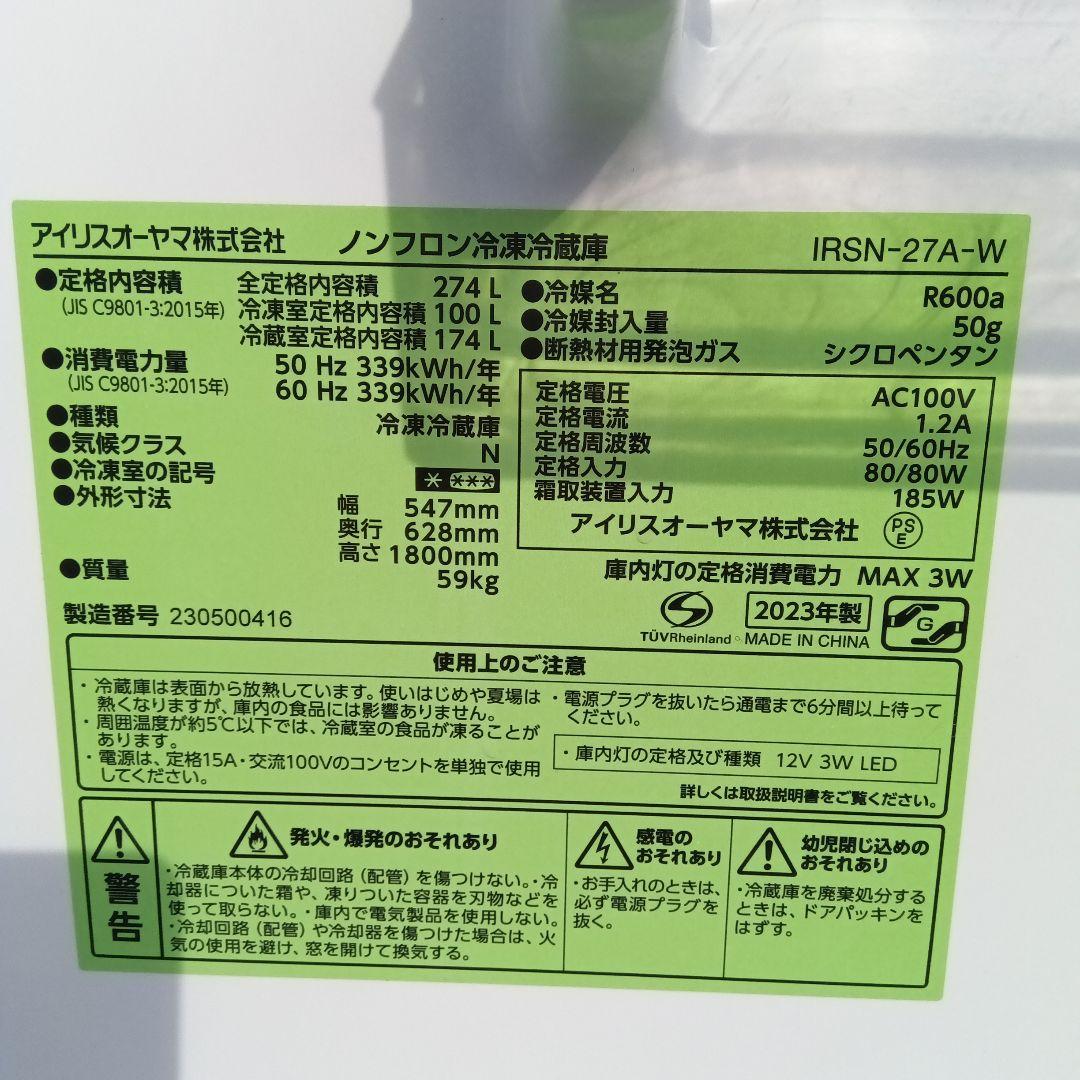 アイリスオーヤマ株式会社 ノンフロン冷凍冷蔵庫 IRSN-27A-W
●定格内容積 全定格内容積 274 L
(JIS C9801-3:2015年) 冷凍室定格内容積 100 L
冷蔵室定格内容積 174 L
●消費電力量 50 Hz 339kWh/年
(JIS C9801-3:2015年) 60 Hz 339kWh/年
●種類 冷凍冷蔵庫
●気候クラス N
●冷凍室の記号 * ***
●外形寸法 幅 547mm
奥行 628mm
高さ 1800mm
●質量 59kg
製造番号 230500416
●冷媒名 R600a
●冷媒封入量 50g
●断熱材用発泡ガス シクロペンタン
定格電圧 AC100V
定格電流 1.2A
定格周波数 50/60Hz
定格入力 80/80W
霜取装置入力 185W
アイリスオーヤマ株式会社 PS E
庫内灯の定格消費電力 MAX 3W
TÜVRheinland 2023年製 G
MADE IN CHINA
使用上のご注意
・冷蔵庫は表面から放熱しています。使いはじめや夏場は
熱くなりますが、庫内の食品には影響ありません。
・周囲温度が約5℃以下では、冷蔵室の食品が凍ることが
あります。
・電源は、定格15A・交流100Vのコンセントを単独で使用
してください。
・電源プラグを抜いたら通電まで6分間以上待って
ください。
・庫内灯の定格及び種類 12V 3W LED
詳しくは取扱説明書をご覧ください。
警告
発火・爆発のおそれあり
・冷蔵庫本体の冷却回路（配管）を傷つけない。・冷
却器についた霜や、凍りついた容器を刃物などを
使って取らない。・庫内で電気製品を使用しない。
・冷却回路（配管）や冷却器を傷つけた場合は、火
気の使用を避け、窓を開けて換気する。
感電の
おそれあり
・お手入れのときは、
必ず電源プラグを
抜く。
幼児閉じ込めの
おそれあり
・冷蔵庫を廃棄処分する
ときは、ドアパッキンを
はずす。